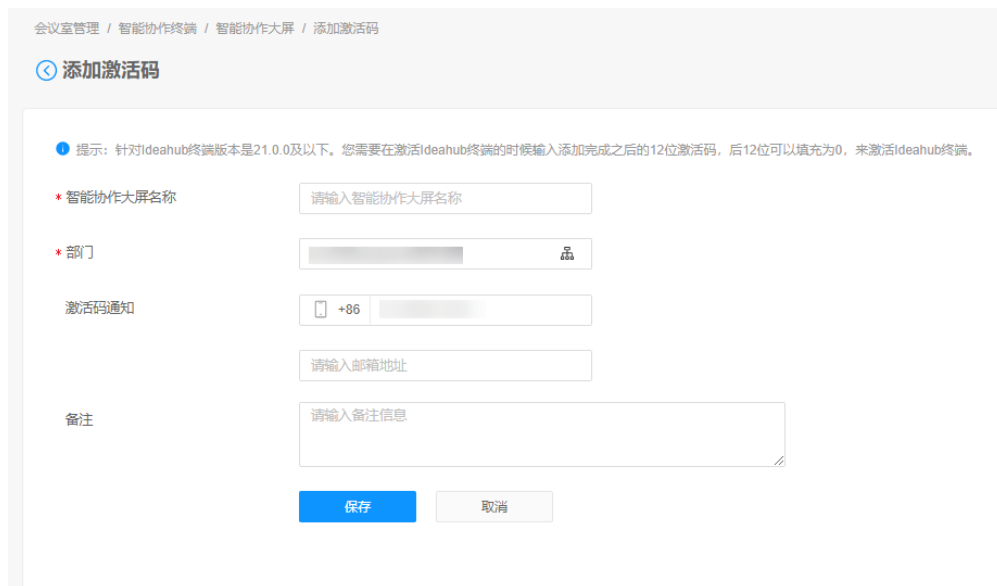 会议室管理 / 智能协作终端 / 智能协作大屏 / 添加激活码
添加激活码
提示：针对Ideahub终端版本是21.0.0及以下。您需要在激活Ideahub终端的时候输入添加完成之后的12位激活码，后12位可以填充为0，来激活Ideahub终端。
* 智能协作大屏名称 请输入智能协作大屏名称
* 部门
激活码通知 +86
请输入邮箱地址
备注 请输入备注信息
保存 取消